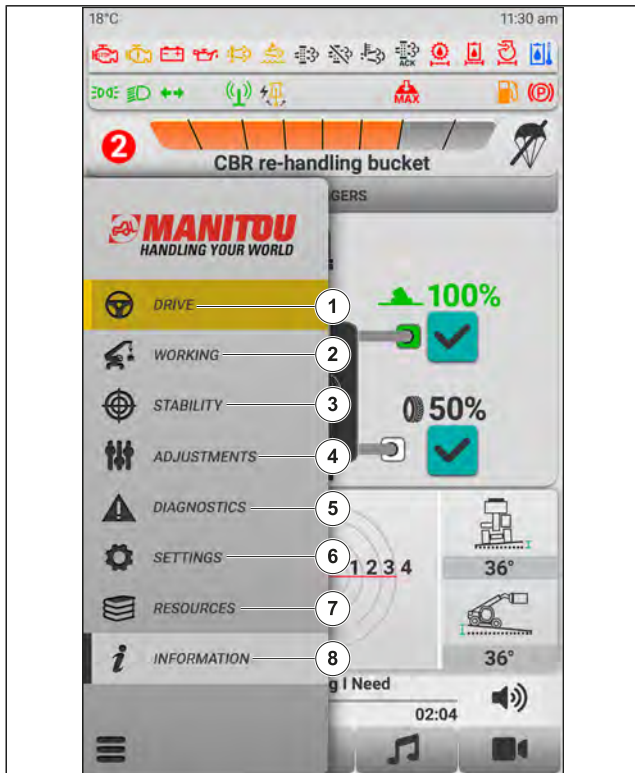 18°C 11:30 am
STOP
ACK
MAX
P
2 CBR re-handling bucket
GERS
MANITOU
HANDLING YOUR WORLD
DRIVE 1
100%
WORKING 2
STABILITY 3
50%
ADJUSTMENTS 4
DIAGNOSTICS 5
SETTINGS 6
1 2 3 4
36°
RESOURCES 7
INFORMATION 8
36°
g I Need
02:04